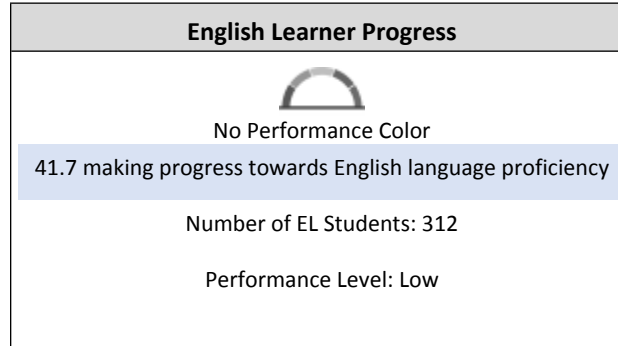 English Learner Progress
No Performance Color
41.7 making progress towards English language proficiency
Number of EL Students: 312
Performance Level: Low